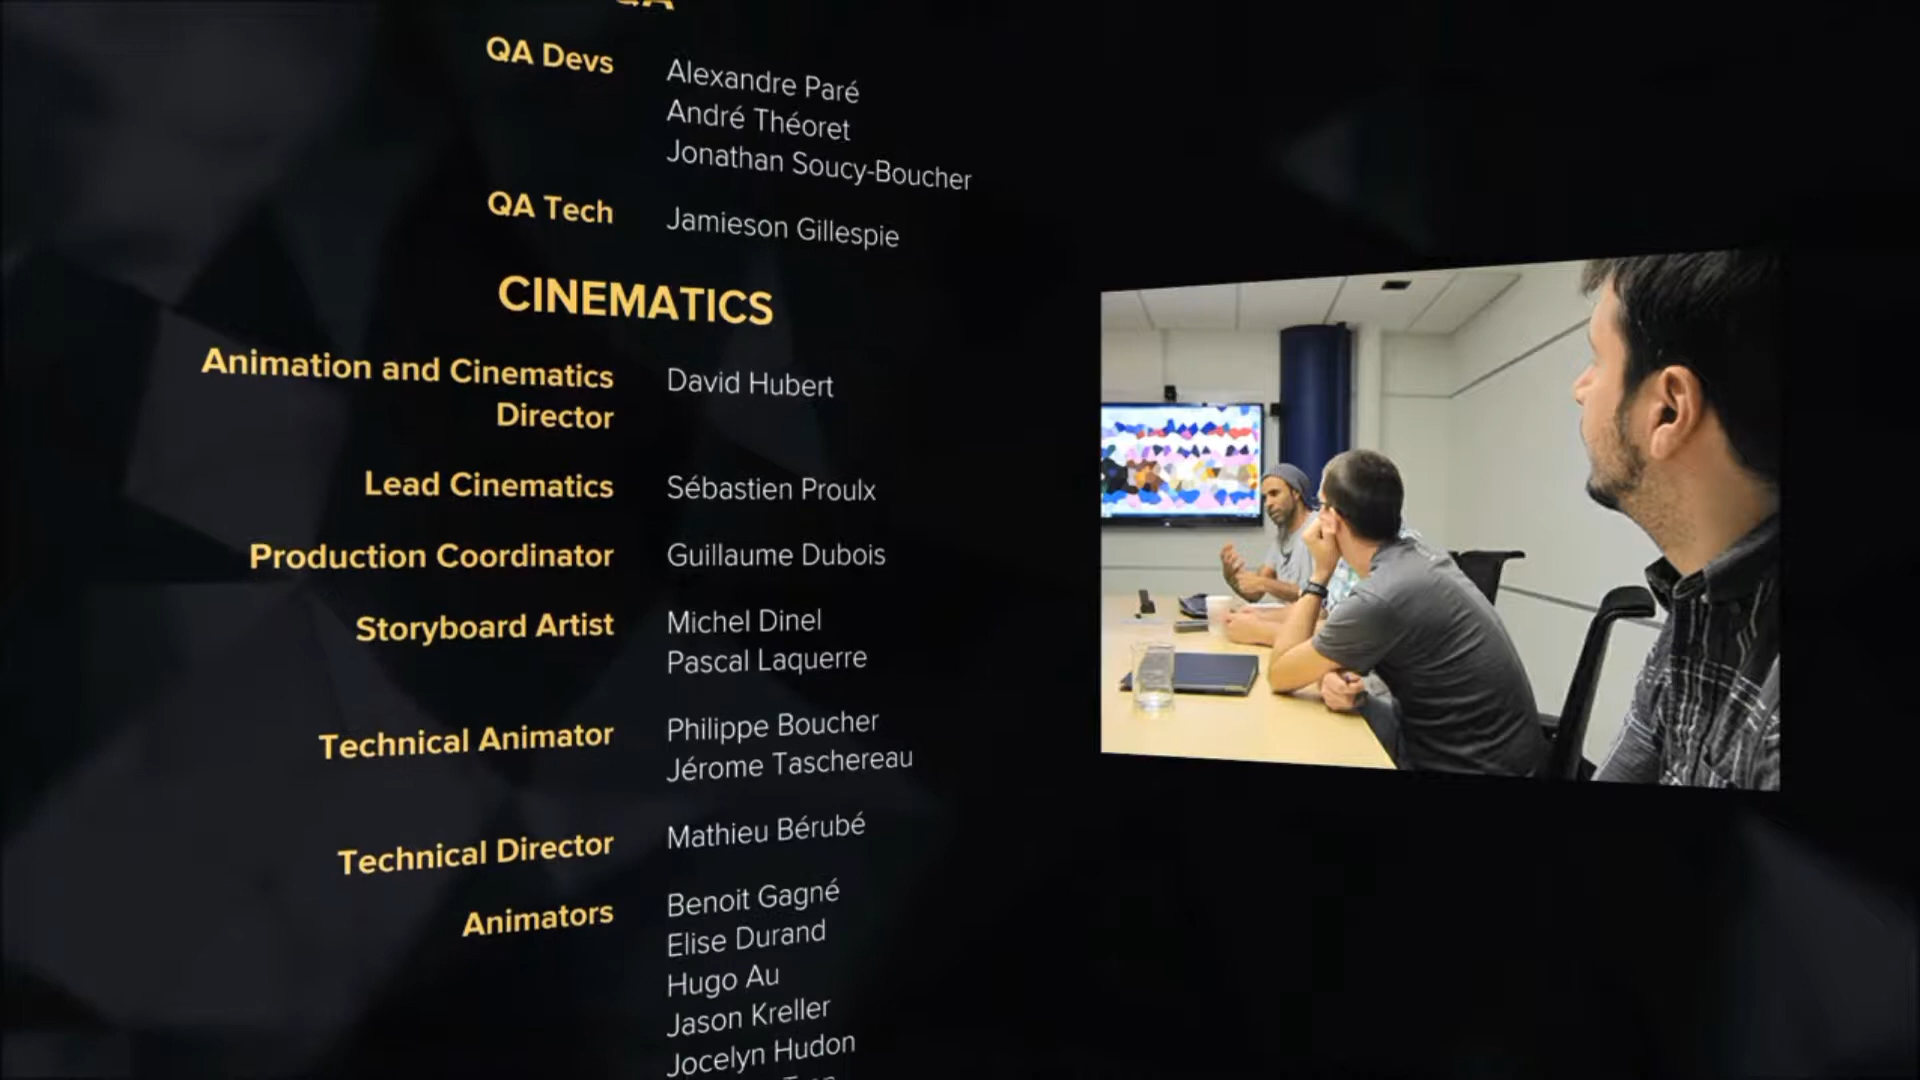 QA
QA Devs
Alexandre Paré
André Théoret
Jonathan Soucy-Boucher
QA Tech
Jamieson Gillespie
CINEMATICS
Animation and Cinematics
Director
David Hubert
Lead Cinematics
Sébastien Proulx
Production Coordinator
Guillaume Dubois
Storyboard Artist
Michel Dinel
Pascal Laquerre
Technical Animator
Philippe Boucher
Jérome Taschereau
Technical Director
Mathieu Bérubé
Animators
Benoit Gagné
Elise Durand
Hugo Au
Jason Kreller
Jocelyn Hudon